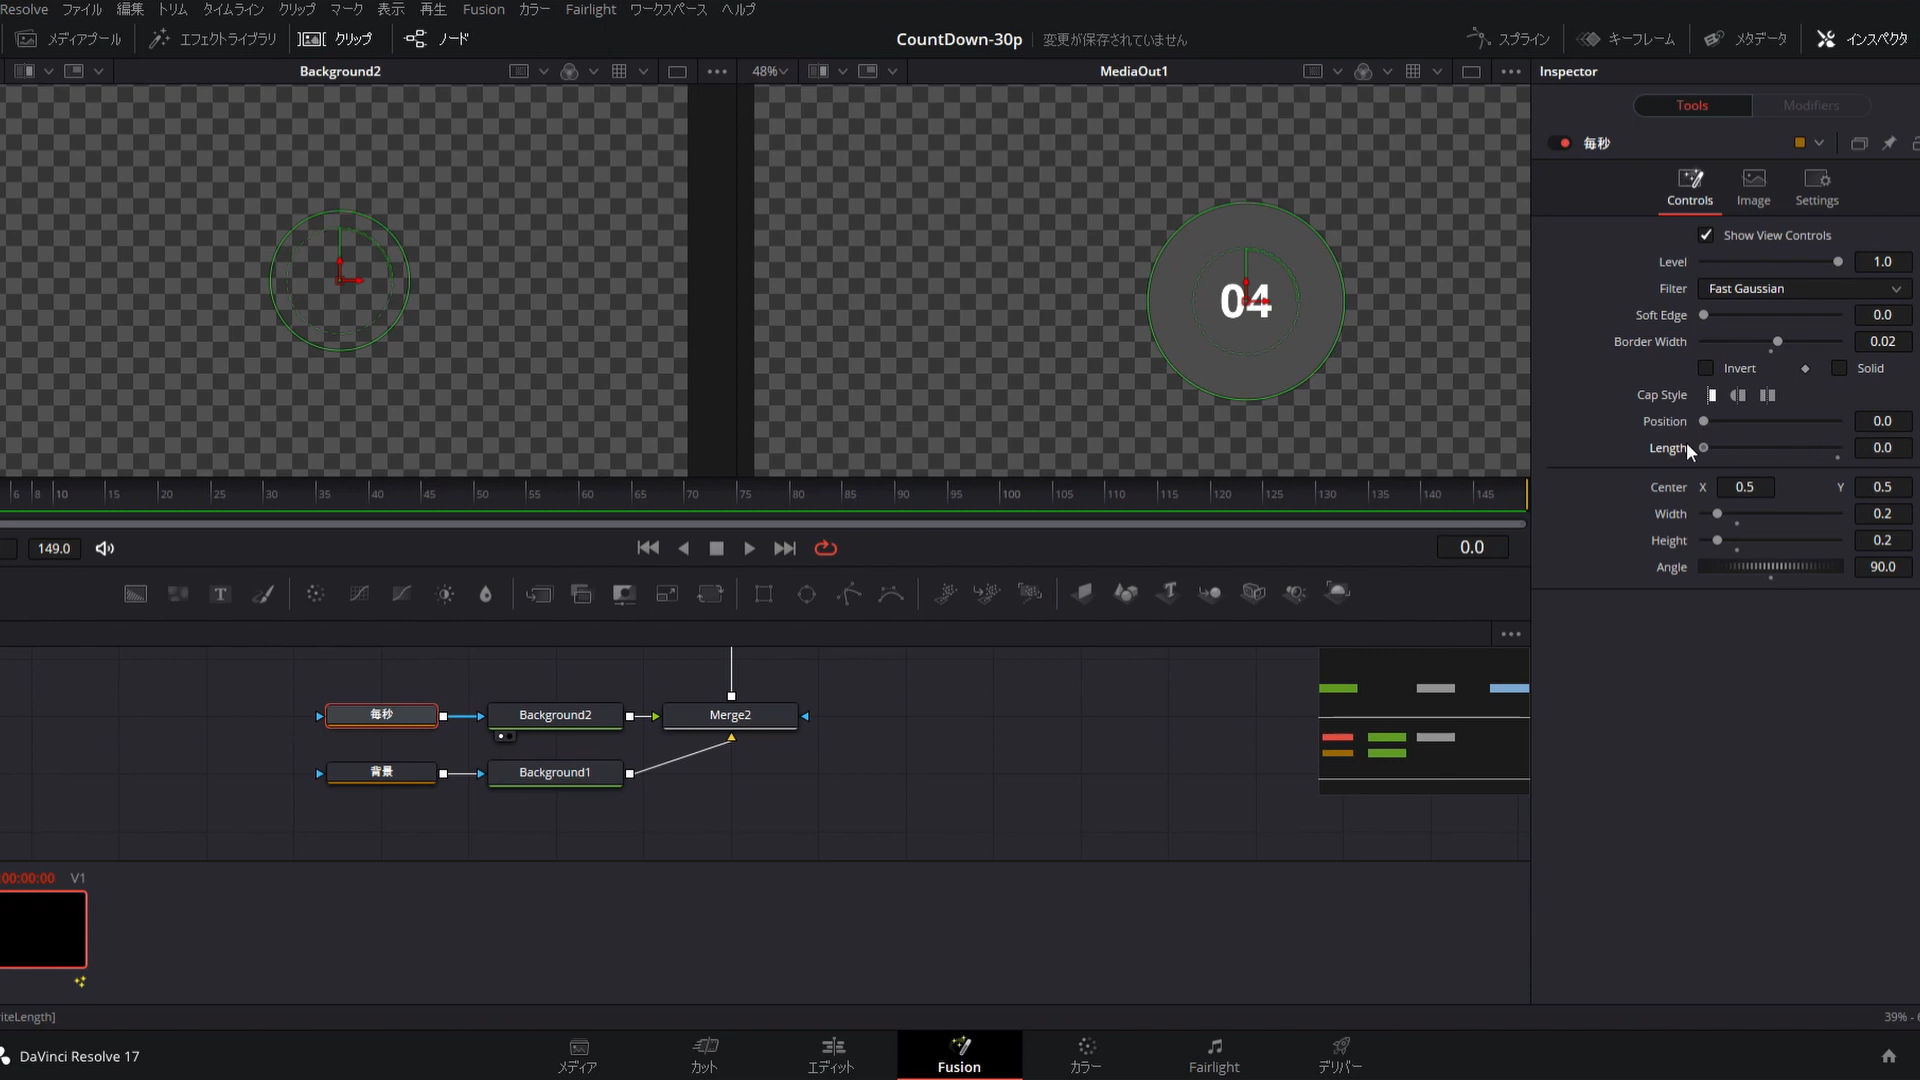 Resolve ファイル 編集 トリム タイムライン クリップ マーク 表示 再生 Fusion カラー Fairlight ワークスペース ヘルプ
メディアプール エフェクトライブラリ クリップ ノード CountDown-30p 変更が保存されていません スプライン キーフレーム メタデータ インスペクタ
Background2 48% MediaOut1 Inspector
Tools Modifiers
毎秒
Controls Image Settings
Show View Controls
Level 1.0
Filter Fast Gaussian
04
Soft Edge 0.0
Border Width 0.02
Invert Solid
Cap Style
Position 0.0
Length 0.0
Center X 0.5 Y 0.5
6 8 10 15 20 25 30 35 40 45 50 55 60 65 70 75 80 85 90 95 100 105 110 115 120 125 130 135 140 145
Width 0.2
Height 0.2
149.0 0.0
Angle 90.0
T T
毎秒 Background2 Merge2
背景 Background1
00:00:00 V1
iteLength]
39% -
DaVinci Resolve 17
メディア カット エディット Fusion カラー Fairlight デリバー